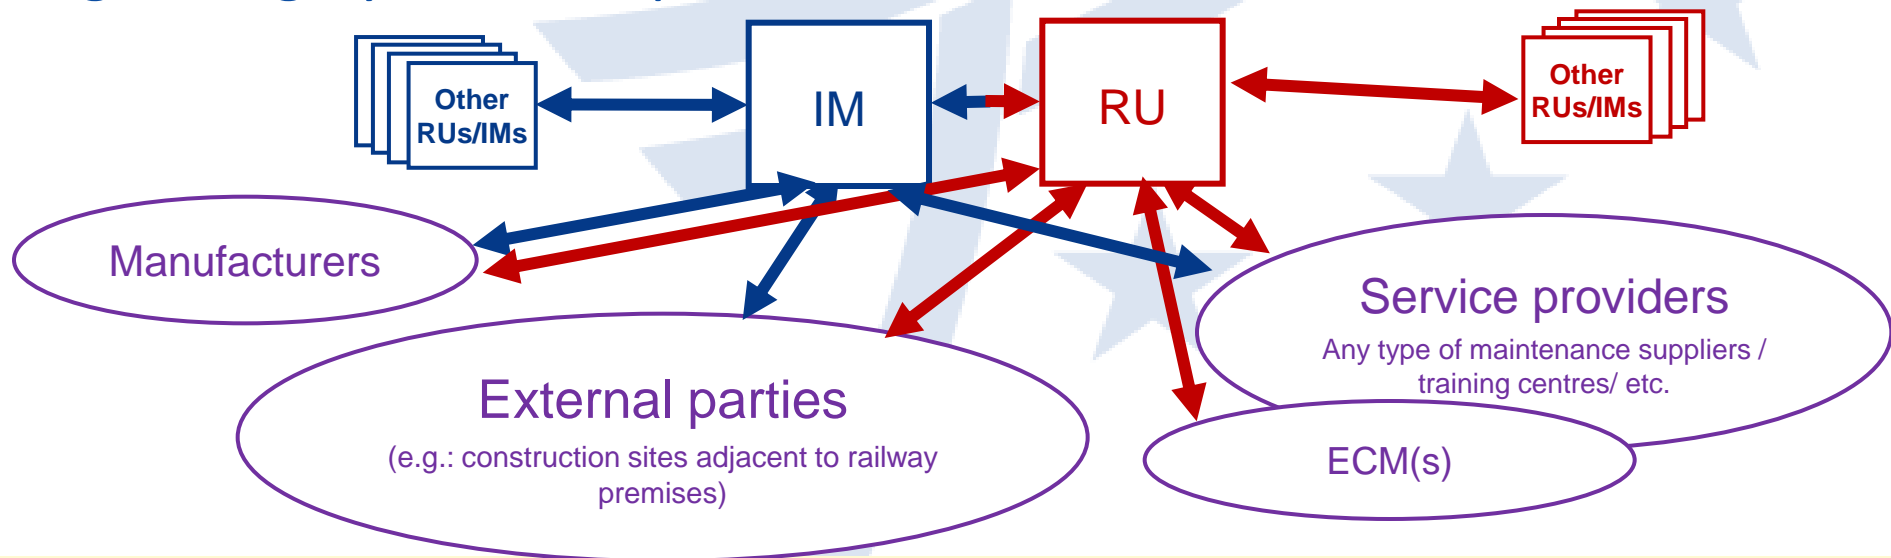 Other
RUs/IMs
IM
RU
Other
RUs/IMs
Manufacturers
Service providers
Any type of maintenance suppliers /
training centres/ etc.
External parties
(e.g.: construction sites adjacent to railway
premises)
ECM(s)